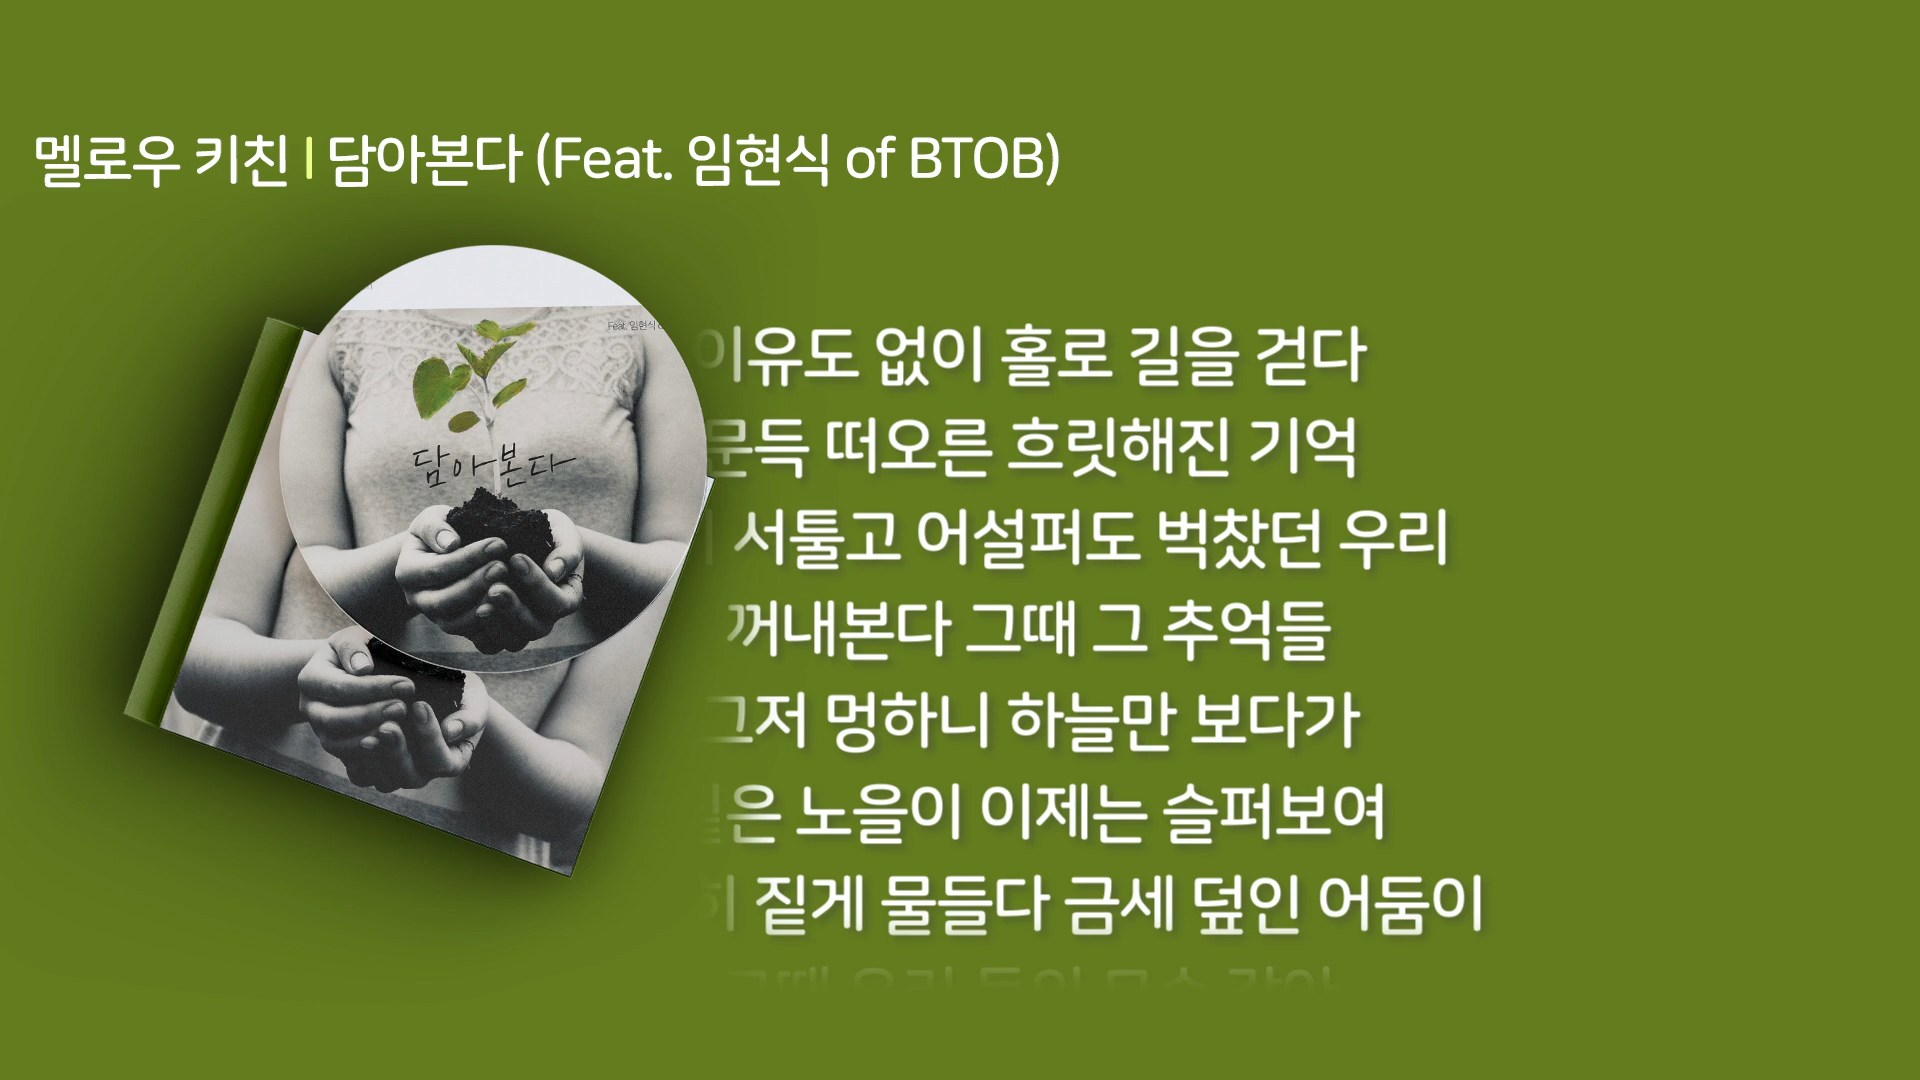 멜로우 키친 | 담아본다 (Feat. 임현식 of BTOB)
Feat. 임현식
담아본다
이유도 없이 홀로 길을 걷다
문득 떠오른 흐릿해진 기억
서툴고 어설퍼도 벅찼던 우리
꺼내본다 그때 그 추억들
그저 멍하니 하늘만 보다가
노을이 이제는 슬퍼보여
짙게 물들다 금세 덮인 어둠이